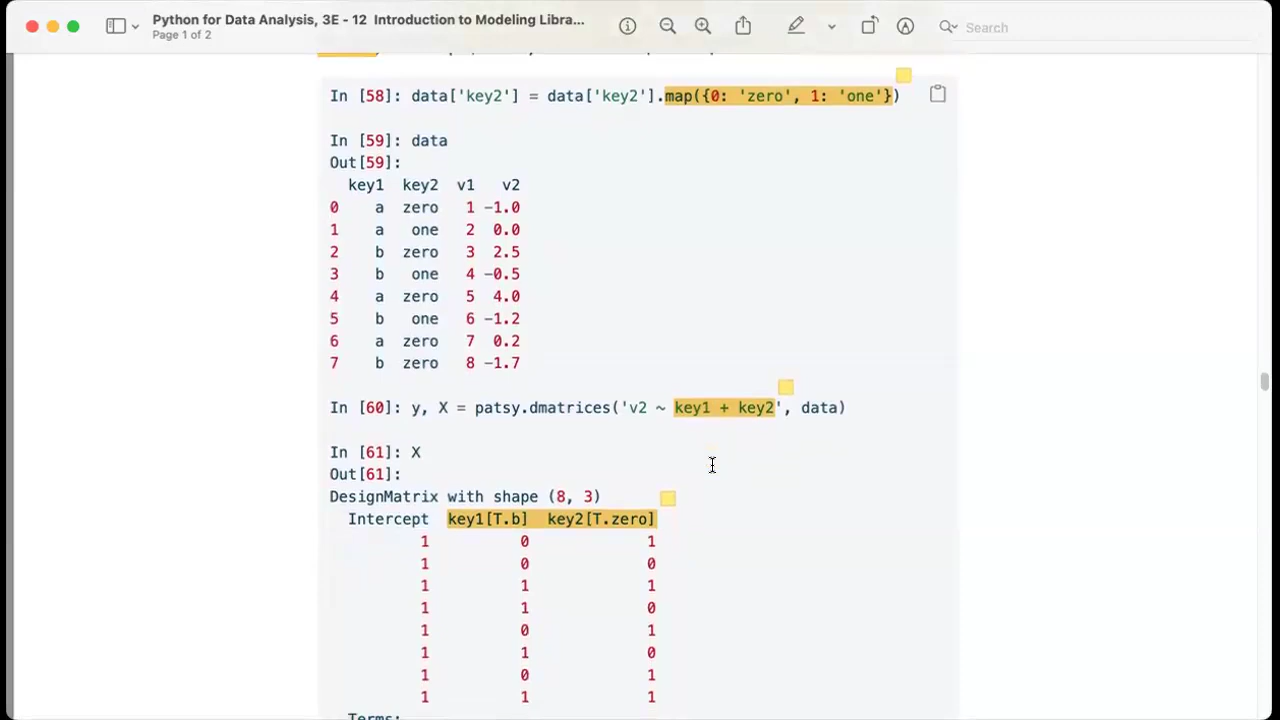 Python for Data Analysis, 3E - 12 Introduction to Modeling Libra...
Page 1 of 2
Search
In [58]: data['key2'] = data['key2'].map({0: 'zero', 1: 'one'})
In [59]: data
Out[59]:
key1 key2 v1 v2
0 a zero 1 -1.0
1 a one 2 0.0
2 b zero 3 2.5
3 b one 4 -0.5
4 a zero 5 4.0
5 b one 6 -1.2
6 a zero 7 0.2
7 b zero 8 -1.7
In [60]: y, X = patsy.dmatrices('v2 ~ key1 + key2', data)
In [61]: X
Out[61]:
DesignMatrix with shape (8, 3)
Intercept key1[T.b] key2[T.zero]
1 0 1
1 0 0
1 1 1
1 1 0
1 0 1
1 1 0
1 0 1
1 1 1
Terms: